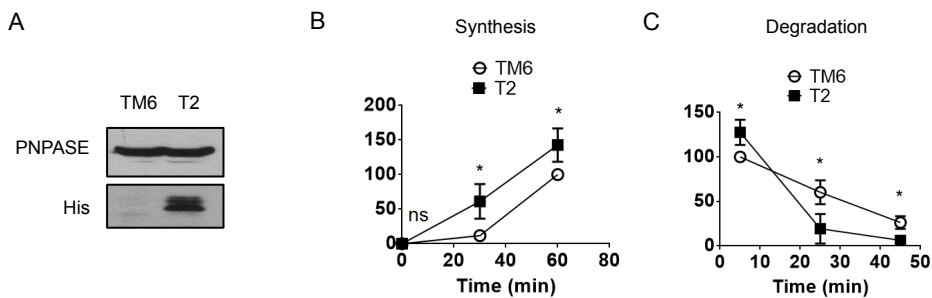 A
TM6 T2
PNPASE
His
B
Synthesis
TM6
T2
200
150
100
50
0
ns
*
*
0 20 40 60 80
Time (min)
C
Degradation
TM6
T2
150
100
50
0
*
*
*
0 10 20 30 40 50
Time (min)